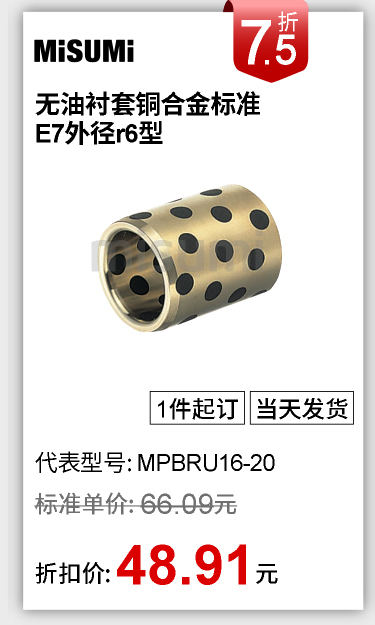 MiSUMi
7.5折
无油衬套铜合金标准
E7外径r6型
misumi
1件起订 当天发货
代表型号: MPBRU16-20
标准单价: 66.09元
折扣价: 48.91元